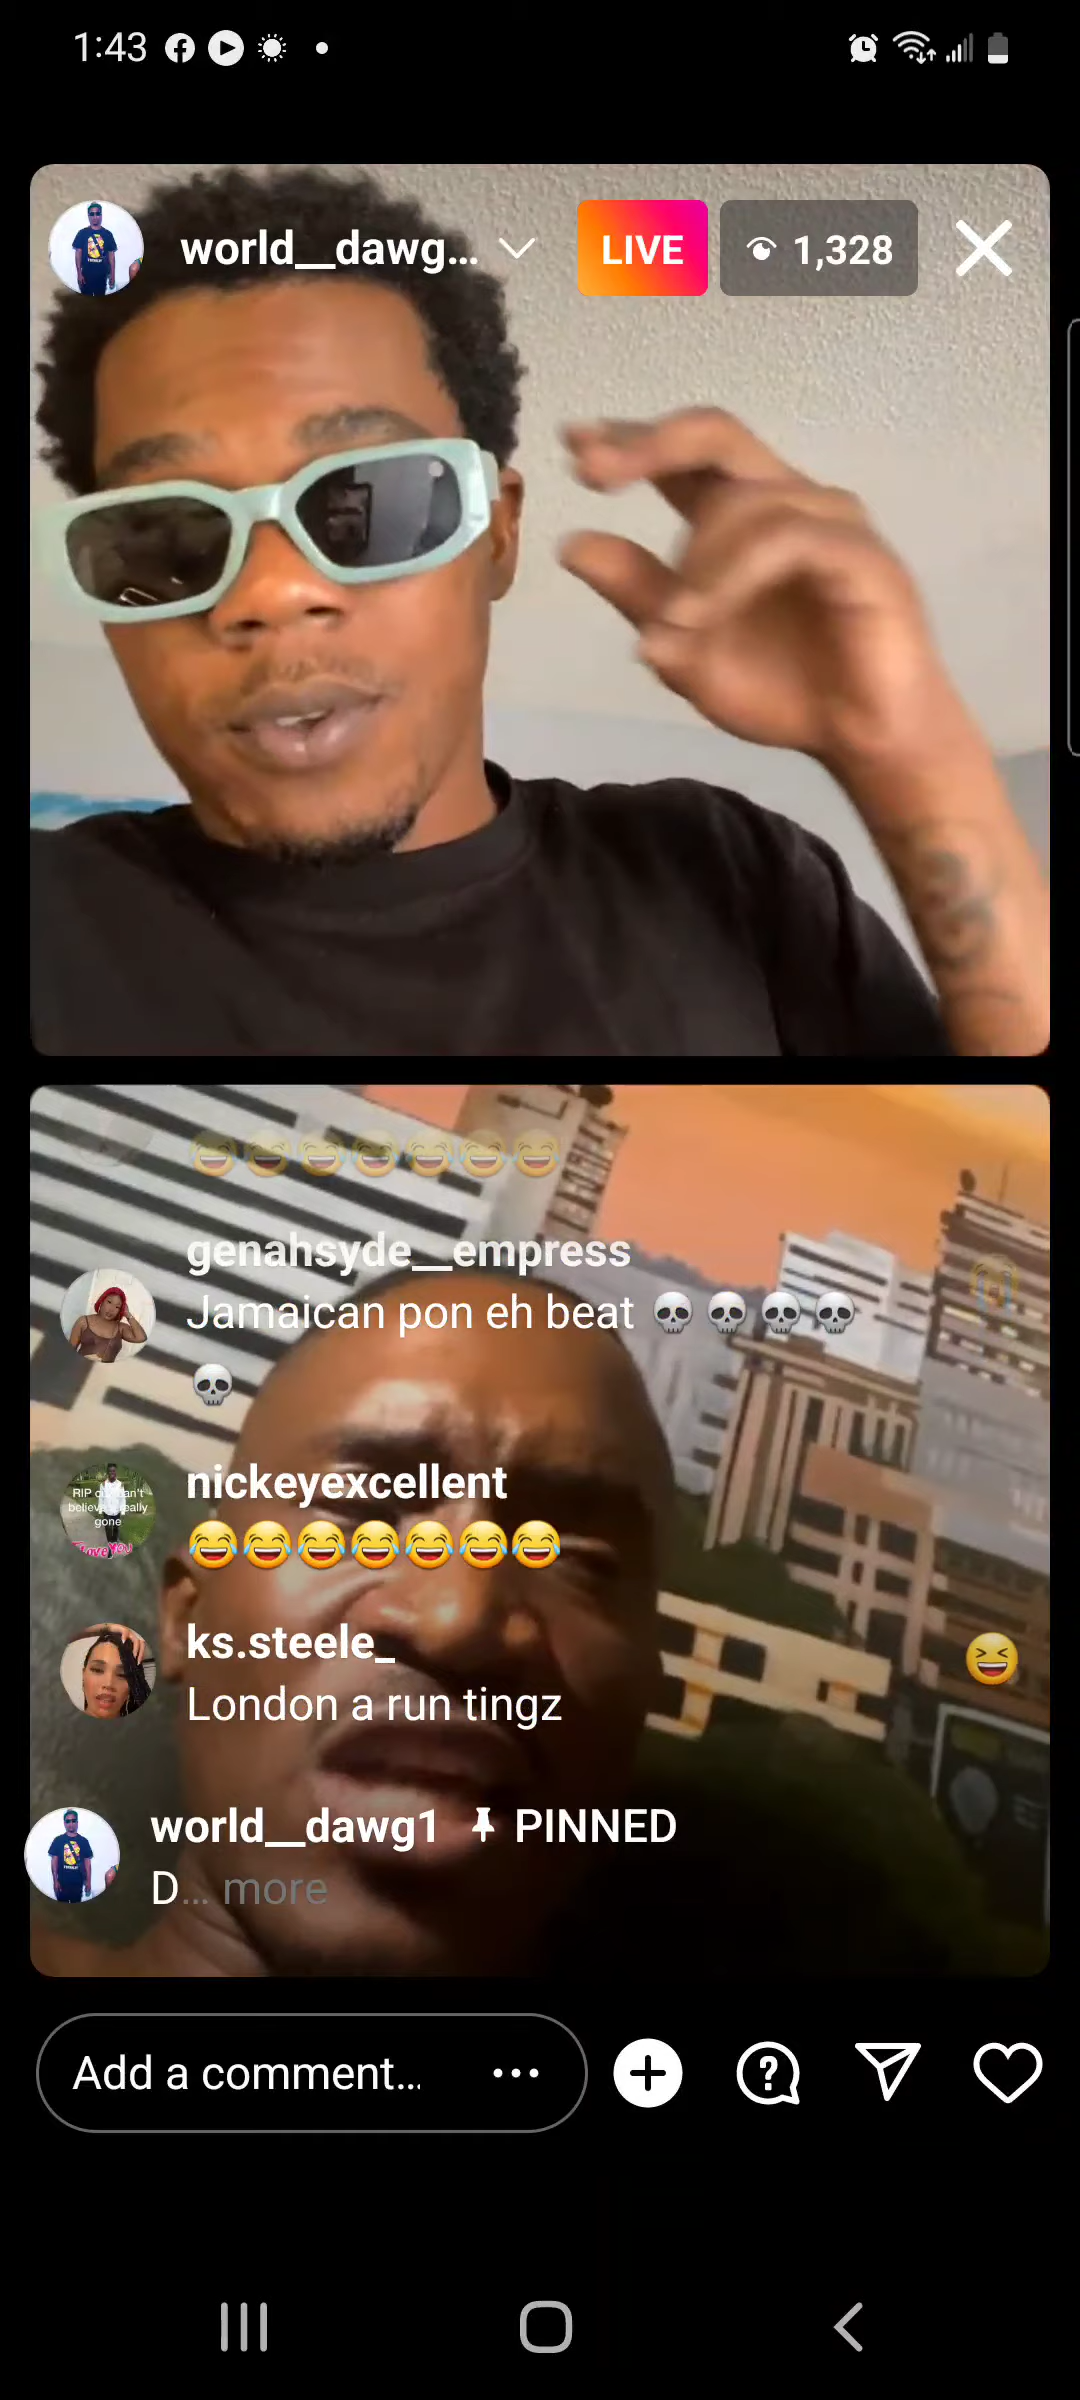 1:43
world__dawg...
LIVE
1,328
genahsyde__empress
Jamaican pon eh beat 💀💀💀💀
💀
nickeyexcellent
😂😂😂😂😂😂😂
ks.steele_
London a run tingz
world__dawg1 PINNED
D... more
Add a comment...